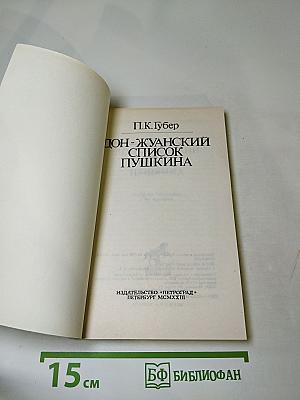 П.К.Губер
ДОН-ЖУАНСКИЙ
СПИСОК
ПУШКИНА
ИЗДАТЕЛЬСТВО «ПЕТРОГРАД»
ПЕТЕРБУРГ MCMXXIII
15 см
БФ БИБЛИОФАН